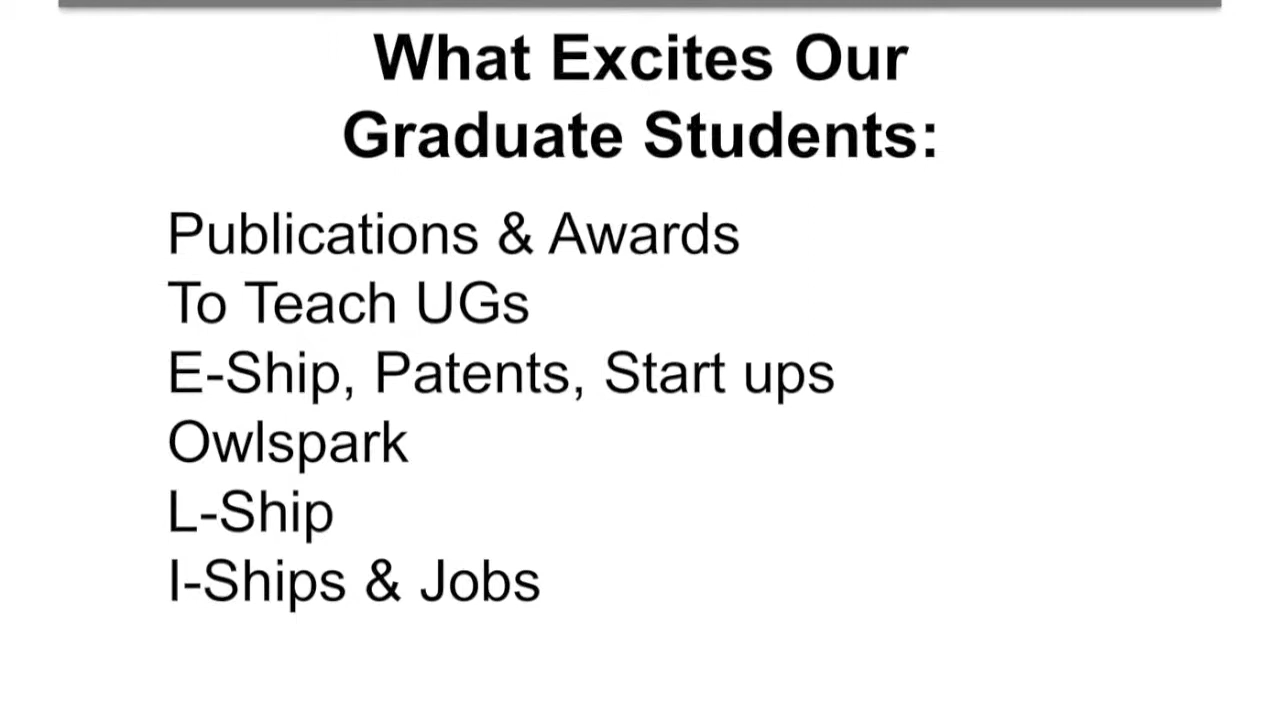 What Excites Our
Graduate Students:
Publications & Awards
To Teach UGs
E-Ship, Patents, Start ups
Owlspark
L-Ship
I-Ships & Jobs